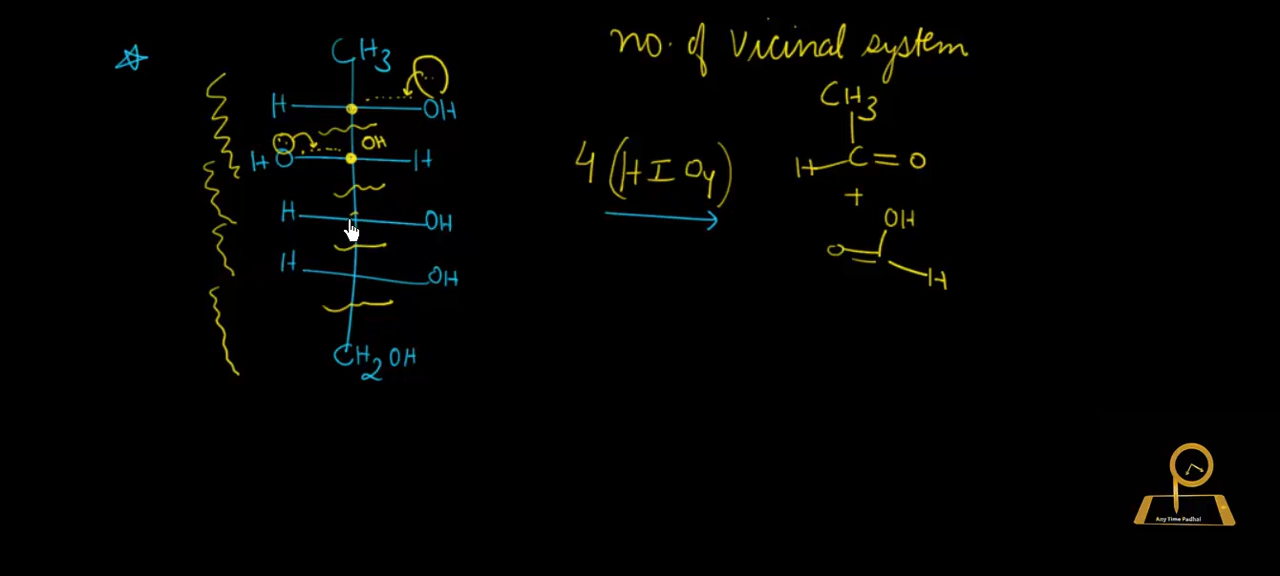 no. of vicinal system
CH3
H OH
OH
HO H
H OH
H OH
CH2OH
4(HIO4)
CH3
H C=O
+
OH
O
H
Any Time Padhai